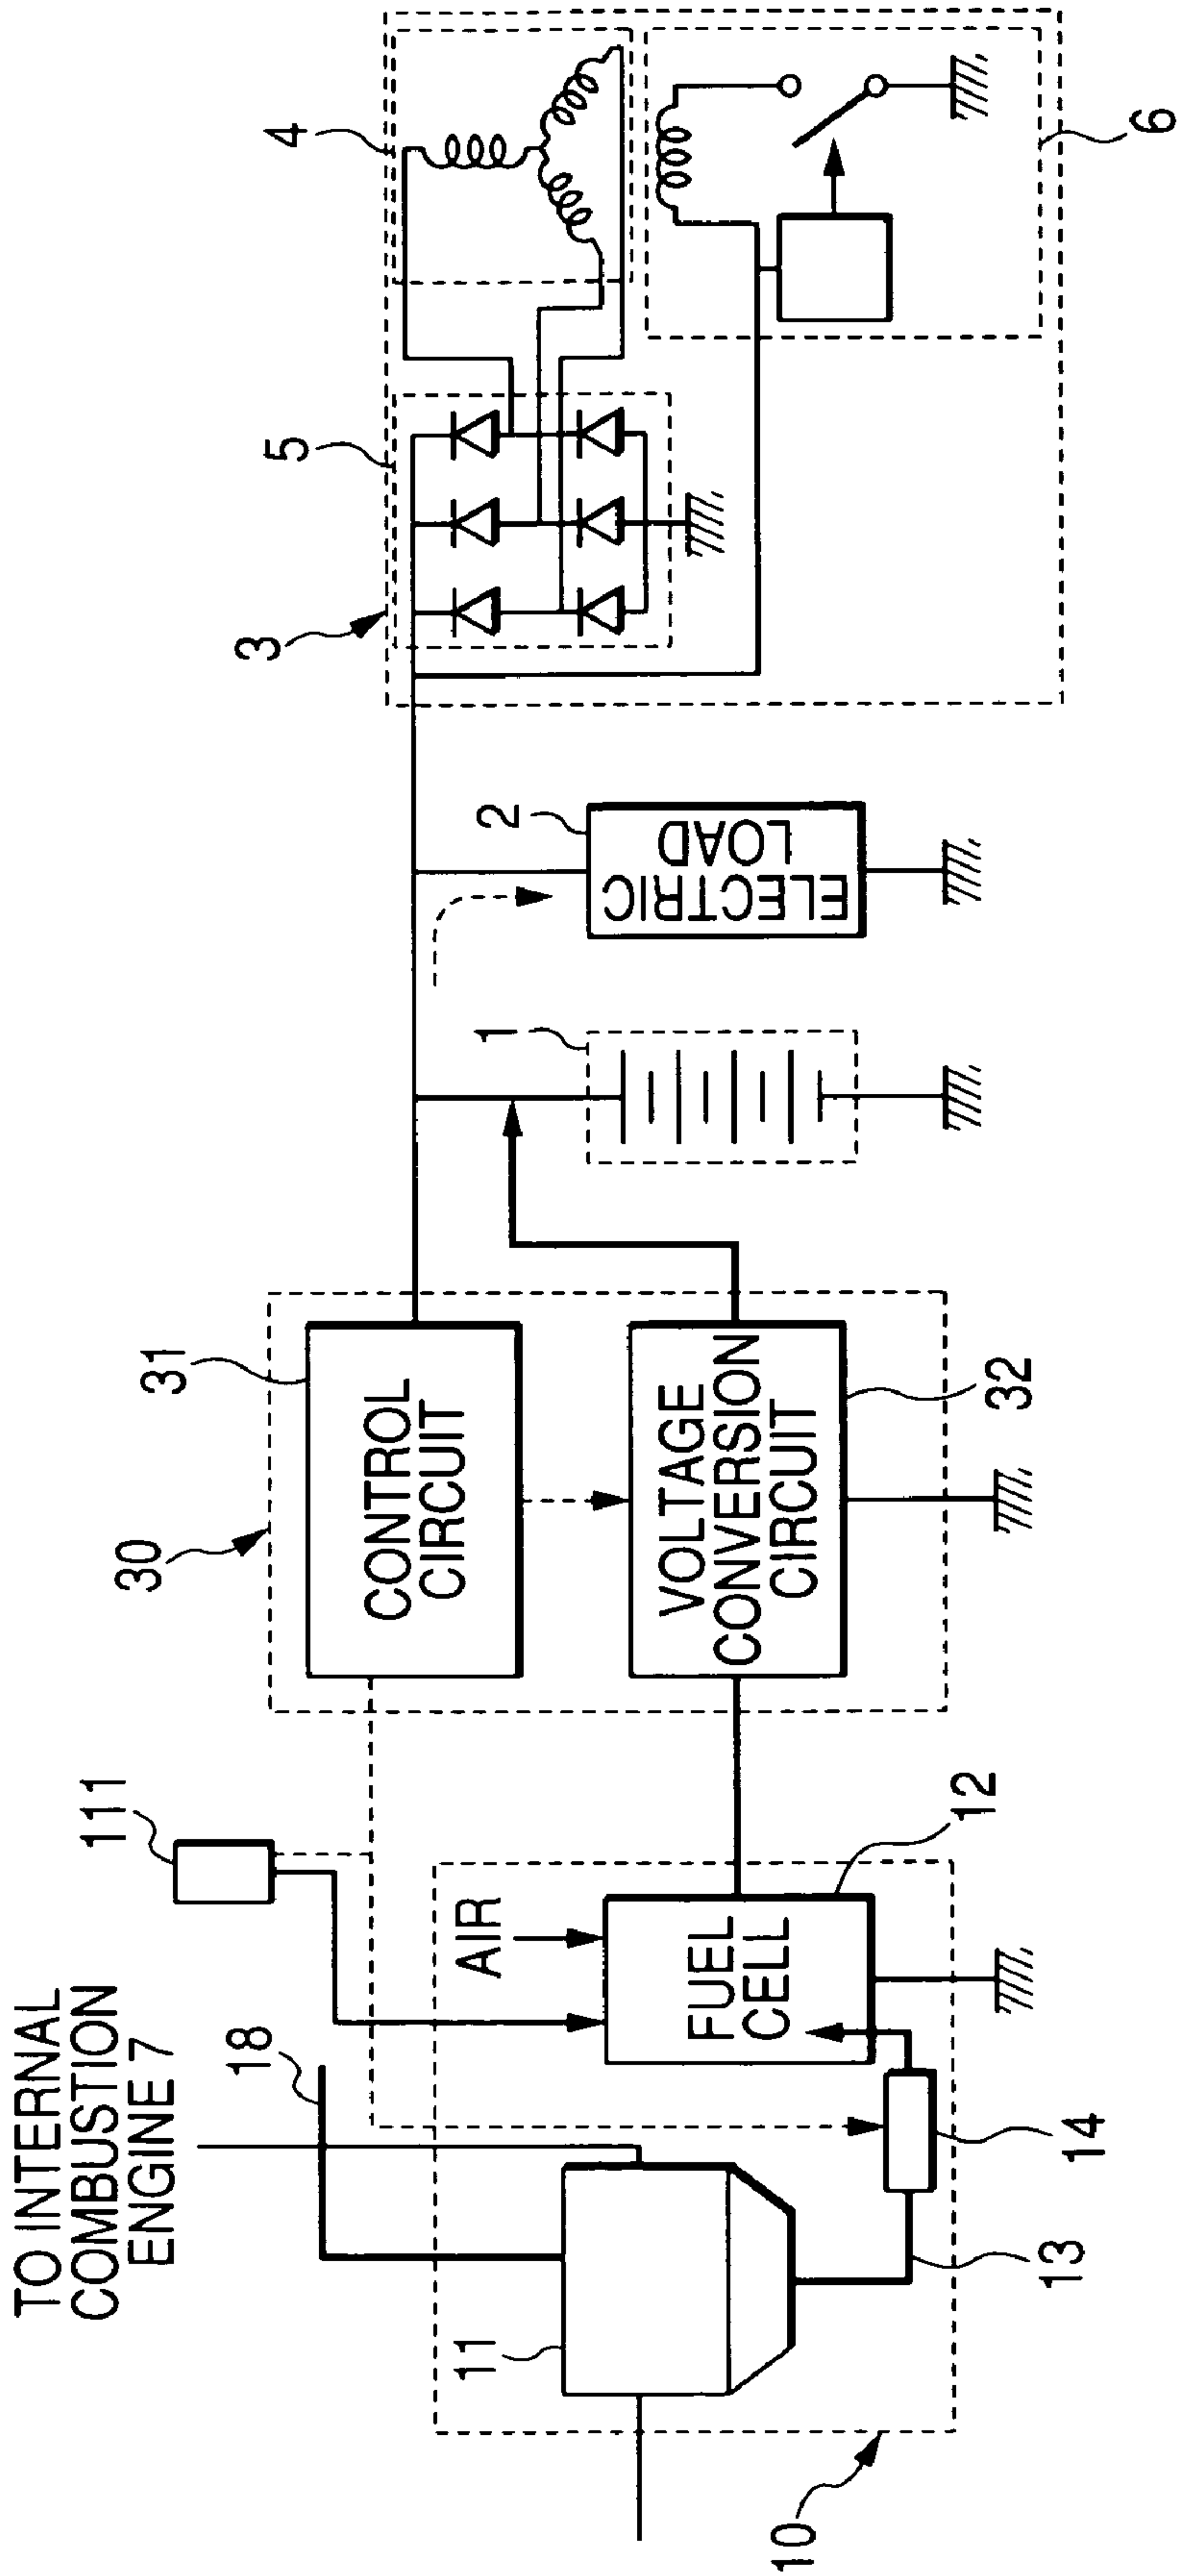 TO INTERNAL
COMBUSTION
ENGINE 7
10
11
18
13
14
111
AIR
FUEL
CELL
12
30
31
CONTROL
CIRCUIT
VOLTAGE
CONVERSION
CIRCUIT
32
1
2
ELECTRIC
LOAD
3
5
4
6